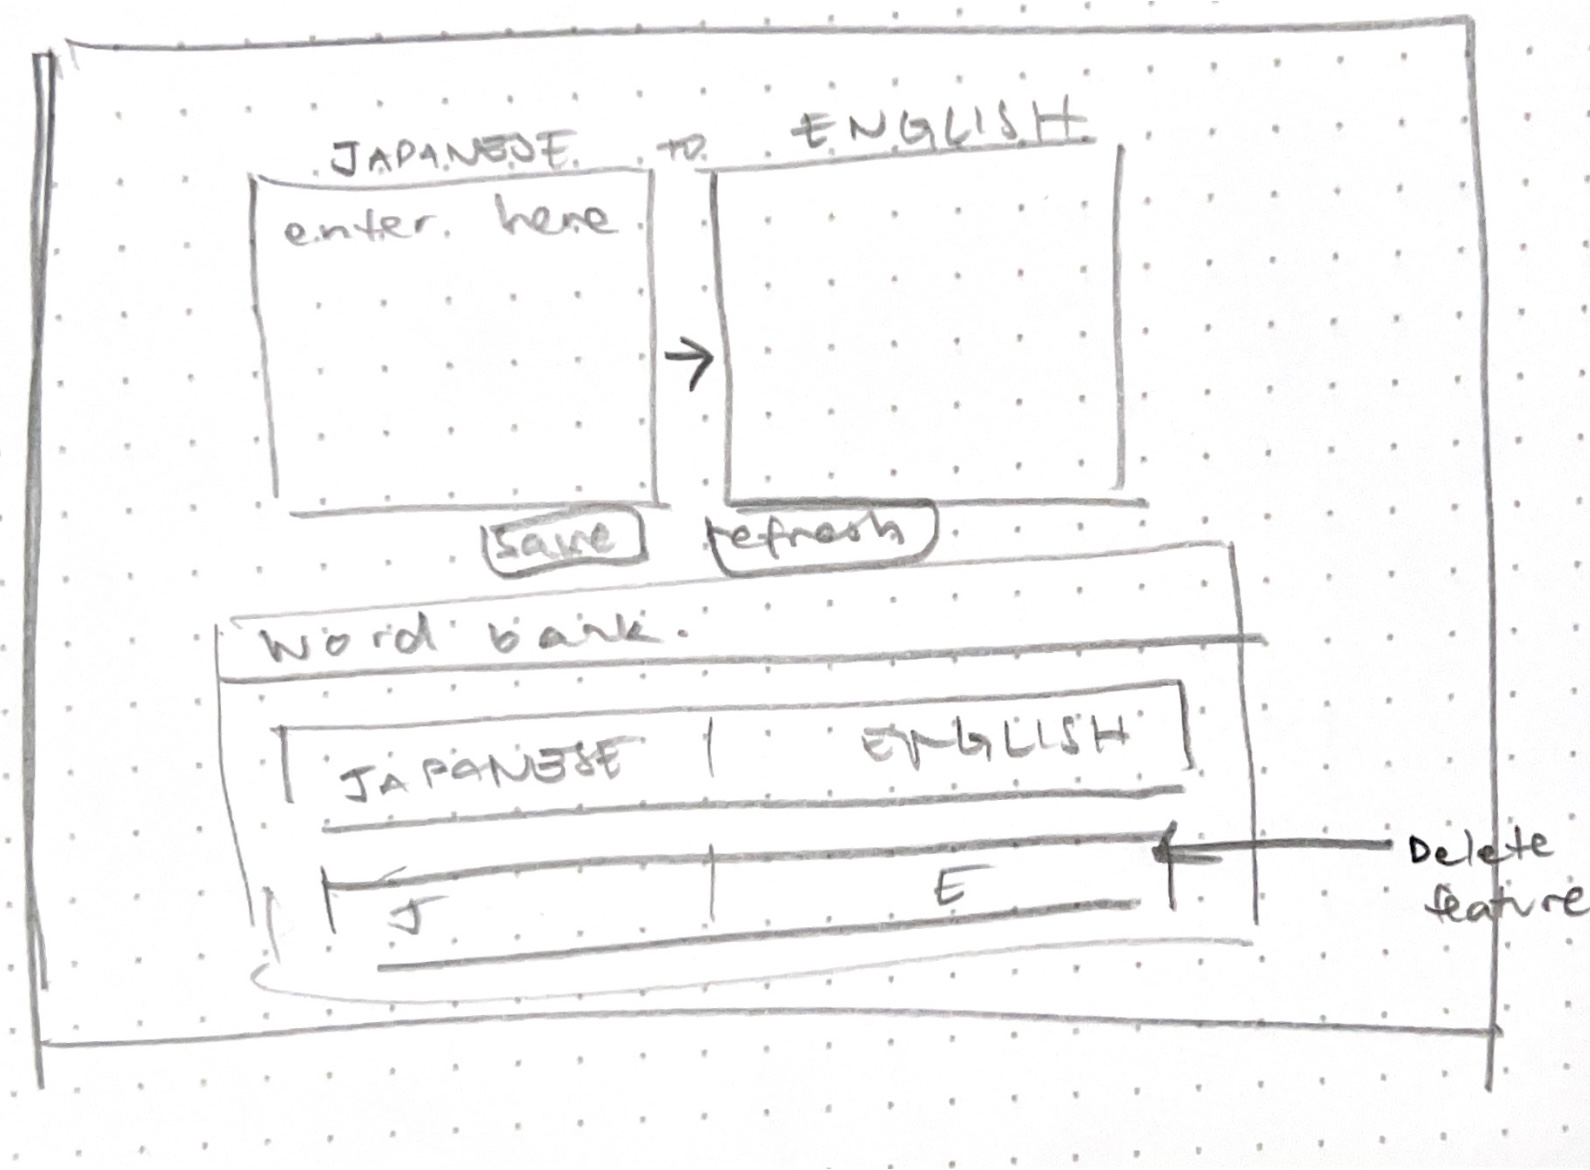 JAPANESE TO ENGLISH
enter here
→
save refresh
Word bank.
JAPANESE | ENGLISH
J | E
Delete
feature